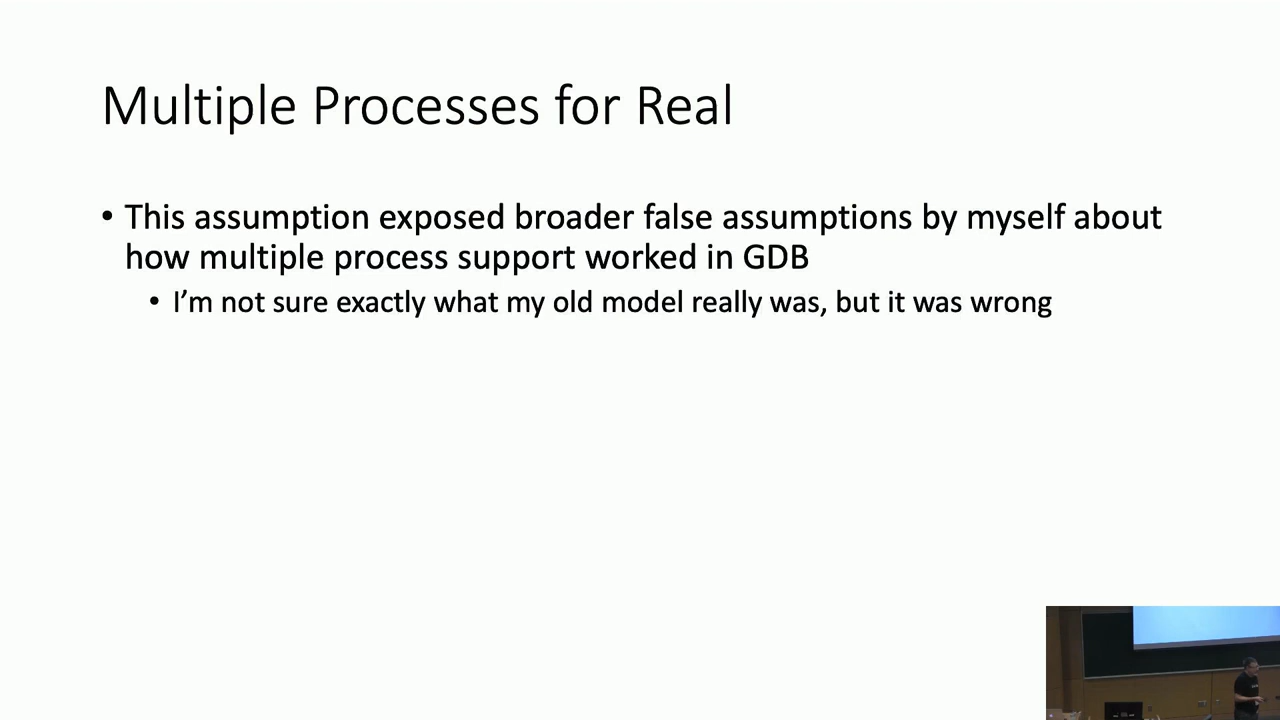 Multiple Processes for Real
• This assumption exposed broader false assumptions by myself about
how multiple process support worked in GDB
• I’m not sure exactly what my old model really was, but it was wrong